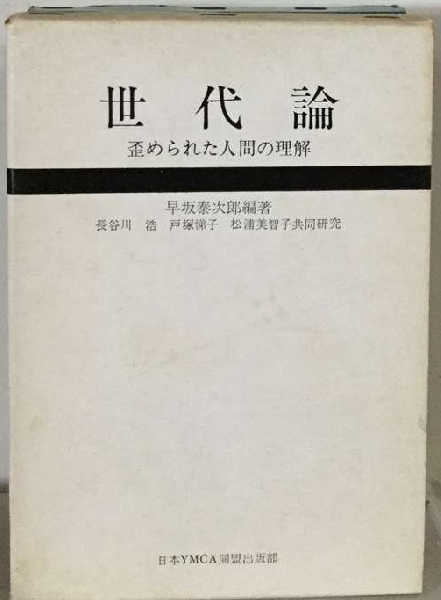 世代論
歪められた人間の理解
早坂泰次郎編著
長谷川 浩 戸塚悌子 松浦美智子共同研究
日本YMCA同盟出版部